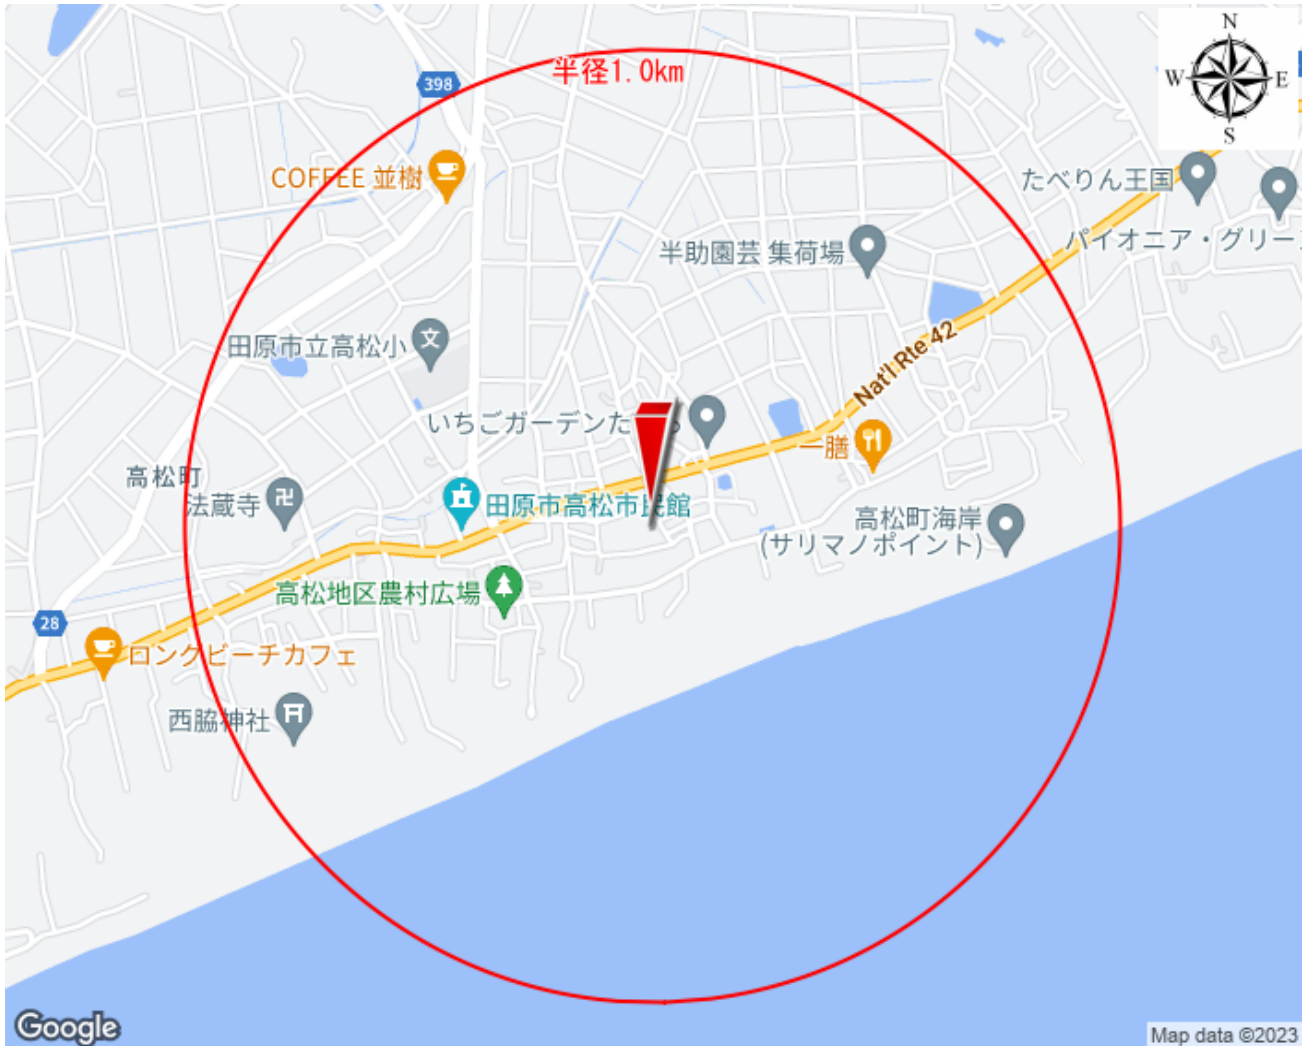 N
W E
S
半径1.0km
398
COFFEE 並樹
たべりん王国
半助園芸 集荷場
パイオニア・グリー
田原市立高松小
文
Nat'l Rte 42
いちごガーデンた
一膳
高松町
法蔵寺
卍
田原市高松市民館
高松町海岸
(サリマノポイント)
高松地区農村広場
28
ロングビーチカフェ
西脇神社
Google
Map data ©2023